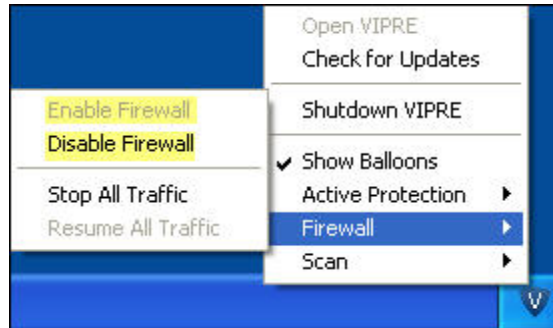 Open VIPRE
Check for Updates
Shutdown VIPRE
Show Balloons
Active Protection
Firewall
Scan
Enable Firewall
Disable Firewall
Stop All Traffic
Resume All Traffic
V